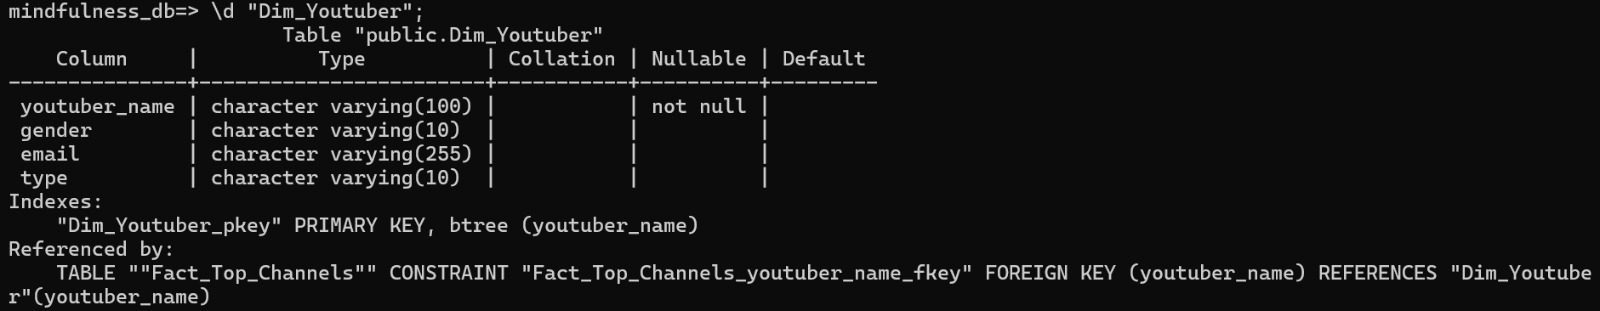 mindfulness_db=> \d "Dim_Youtuber";
                       Table "public.Dim_Youtuber"
    Column     |          Type          | Collation | Nullable | Default
---------------+------------------------+-----------+----------+---------
 youtuber_name | character varying(100) |           | not null |
 gender        | character varying(10)  |           |          |
 email         | character varying(255) |           |          |
 type          | character varying(10)  |           |          |
Indexes:
    "Dim_Youtuber_pkey" PRIMARY KEY, btree (youtuber_name)
Referenced by:
    TABLE ""Fact_Top_Channels"" CONSTRAINT "Fact_Top_Channels_youtuber_name_fkey" FOREIGN KEY (youtuber_name) REFERENCES "Dim_Youtube
r"(youtuber_name)